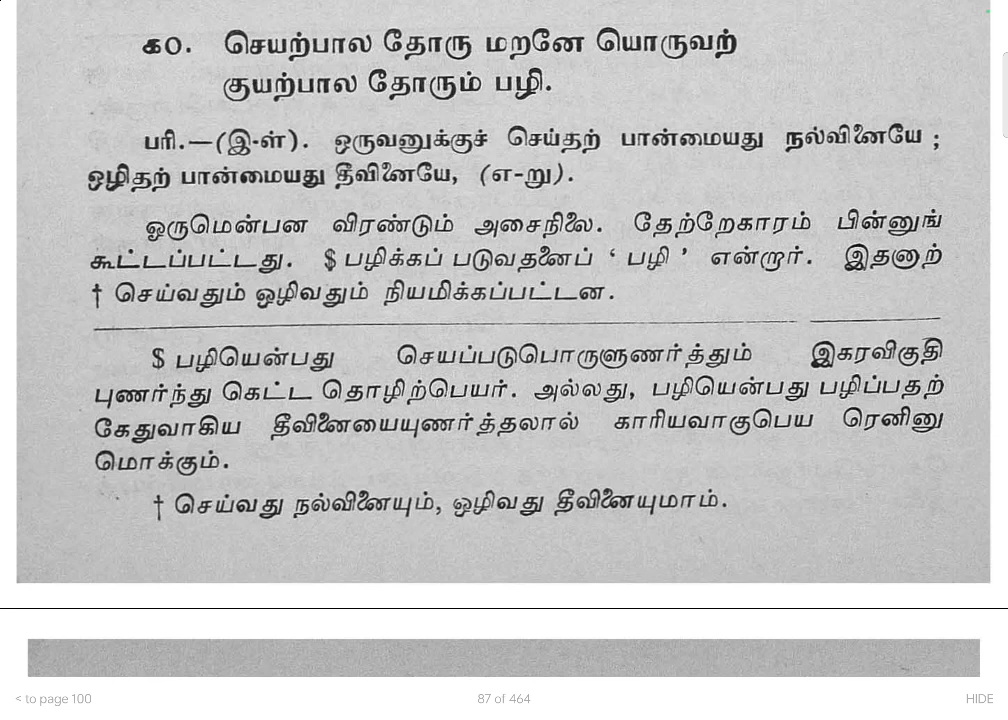 க௦. செயற்பால தோரு மறனே யொருவற்
குயற்பால தோரும் பழி.
பரி.—(இ-ள்). ஒருவனுக்குச் செய்தற் பான்மையது நல்வினையே ;
ஒழிதற் பான்மையது தீவினையே, (எ-று).
ஓருமென்பன விரண்டும் அசைநிலை. தேற்றேகாரம் பின்னுங்
கூட்டப்பட்டது. $ பழிக்கப் படுவதனைப் ‘ பழி ’ என்றார். இதனாற்
† செய்வதும் ஒழிவதும் நியமிக்கப்பட்டன.
$ பழியென்பது செயப்படுபொருளுணர்த்தும் இகரவிகுதி
புணர்ந்து கெட்ட தொழிற்பெயர். அல்லது, பழியென்பது பழிப்பதற்
கேதுவாகிய தீவினையையுணர்த்தலால் காரியவாகுபெய ரெனினு
மொக்கும்.
† செய்வது நல்வினையும், ஒழிவது தீவினையுமாம்.
< to page 100 87 of 464 HIDE